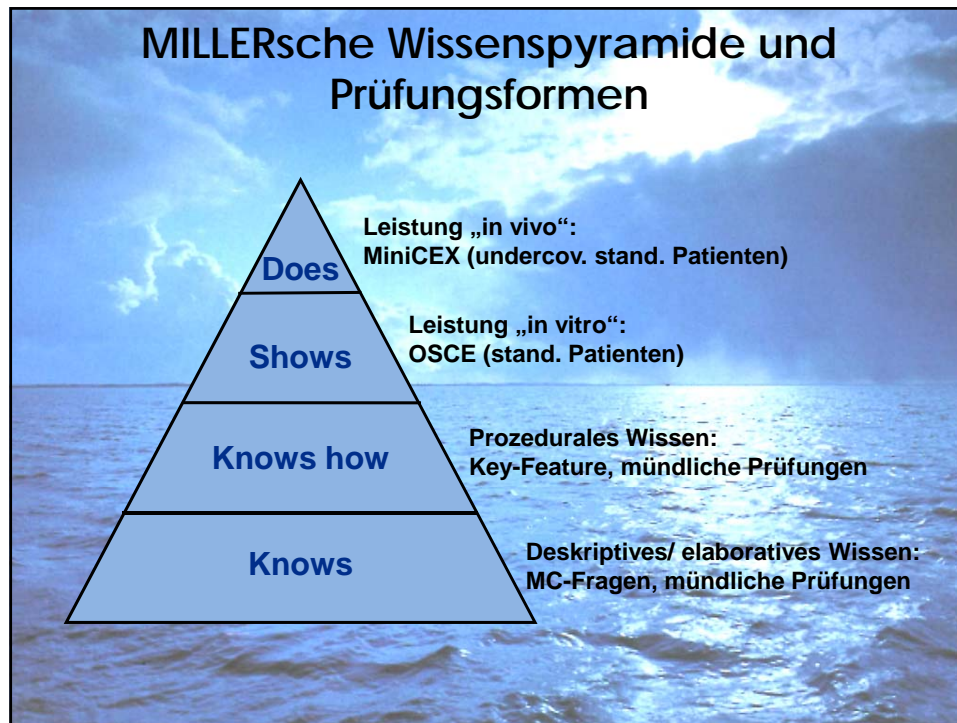 MILLERsche Wissenspyramide und
Prüfungsformen
Leistung „in vivo“:
MiniCEX (undercov. stand. Patienten)
Does
Leistung „in vitro“:
OSCE (stand. Patienten)
Shows
Prozedurales Wissen:
Key-Feature, mündliche Prüfungen
Knows how
Deskriptives/ elaboratives Wissen:
MC-Fragen, mündliche Prüfungen
Knows